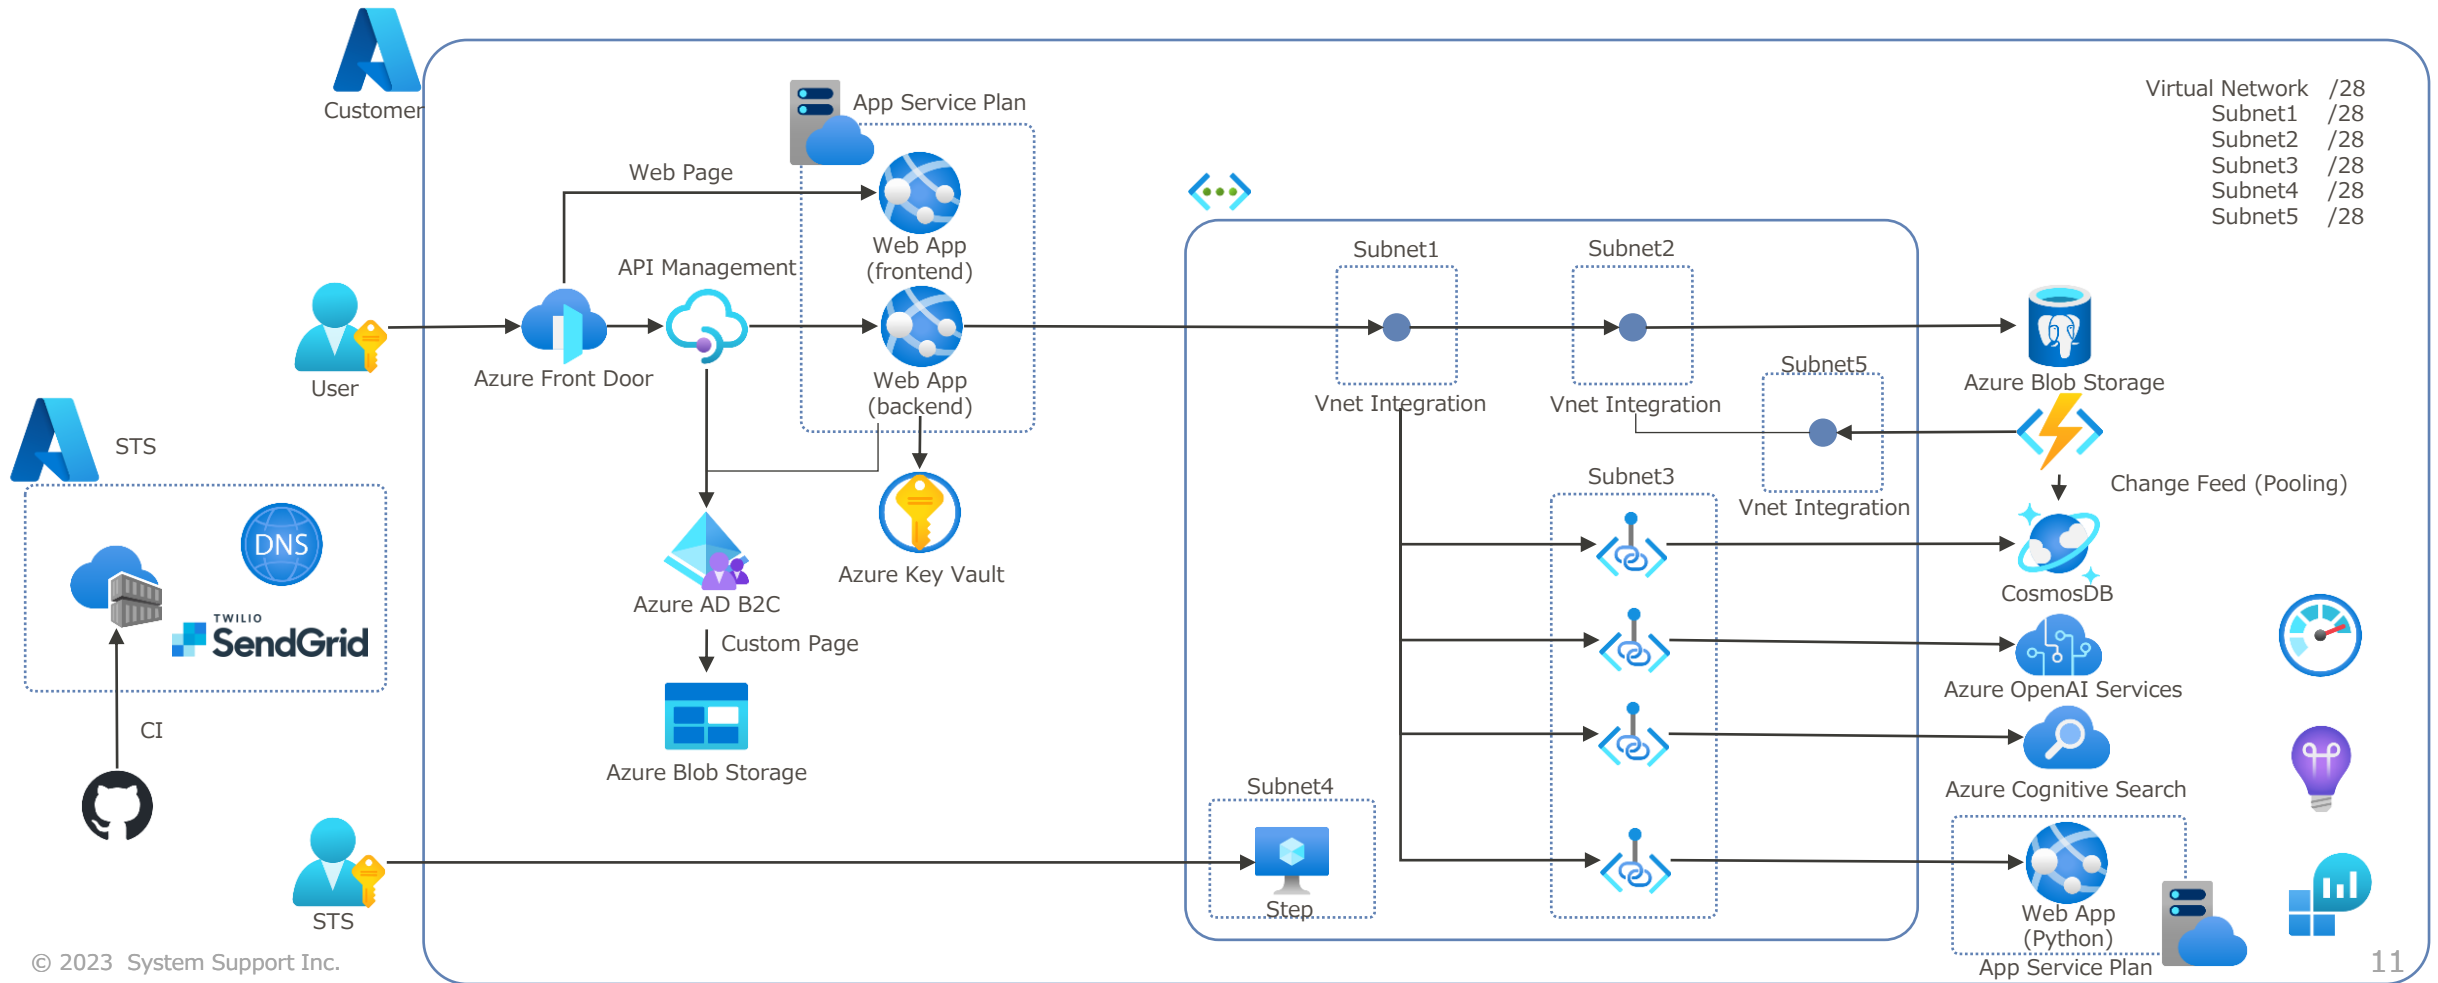 Customer
App Service Plan
Virtual Network /28
Subnet1 /28
Subnet2 /28
Subnet3 /28
Subnet4 /28
Subnet5 /28
Web Page
Web App
(frontend)
API Management
Subnet1
Subnet2
User
Azure Front Door
Web App
(backend)
Vnet Integration
Vnet Integration
Subnet5
Azure Blob Storage
STS
Subnet3
Vnet Integration
Change Feed (Pooling)
DNS
TWILIO
SendGrid
Azure AD B2C
Azure Key Vault
CosmosDB
Custom Page
Azure OpenAI Services
CI
Azure Blob Storage
Subnet4
Azure Cognitive Search
STS
Step
Web App
(Python)
App Service Plan
© 2023 System Support Inc.
11